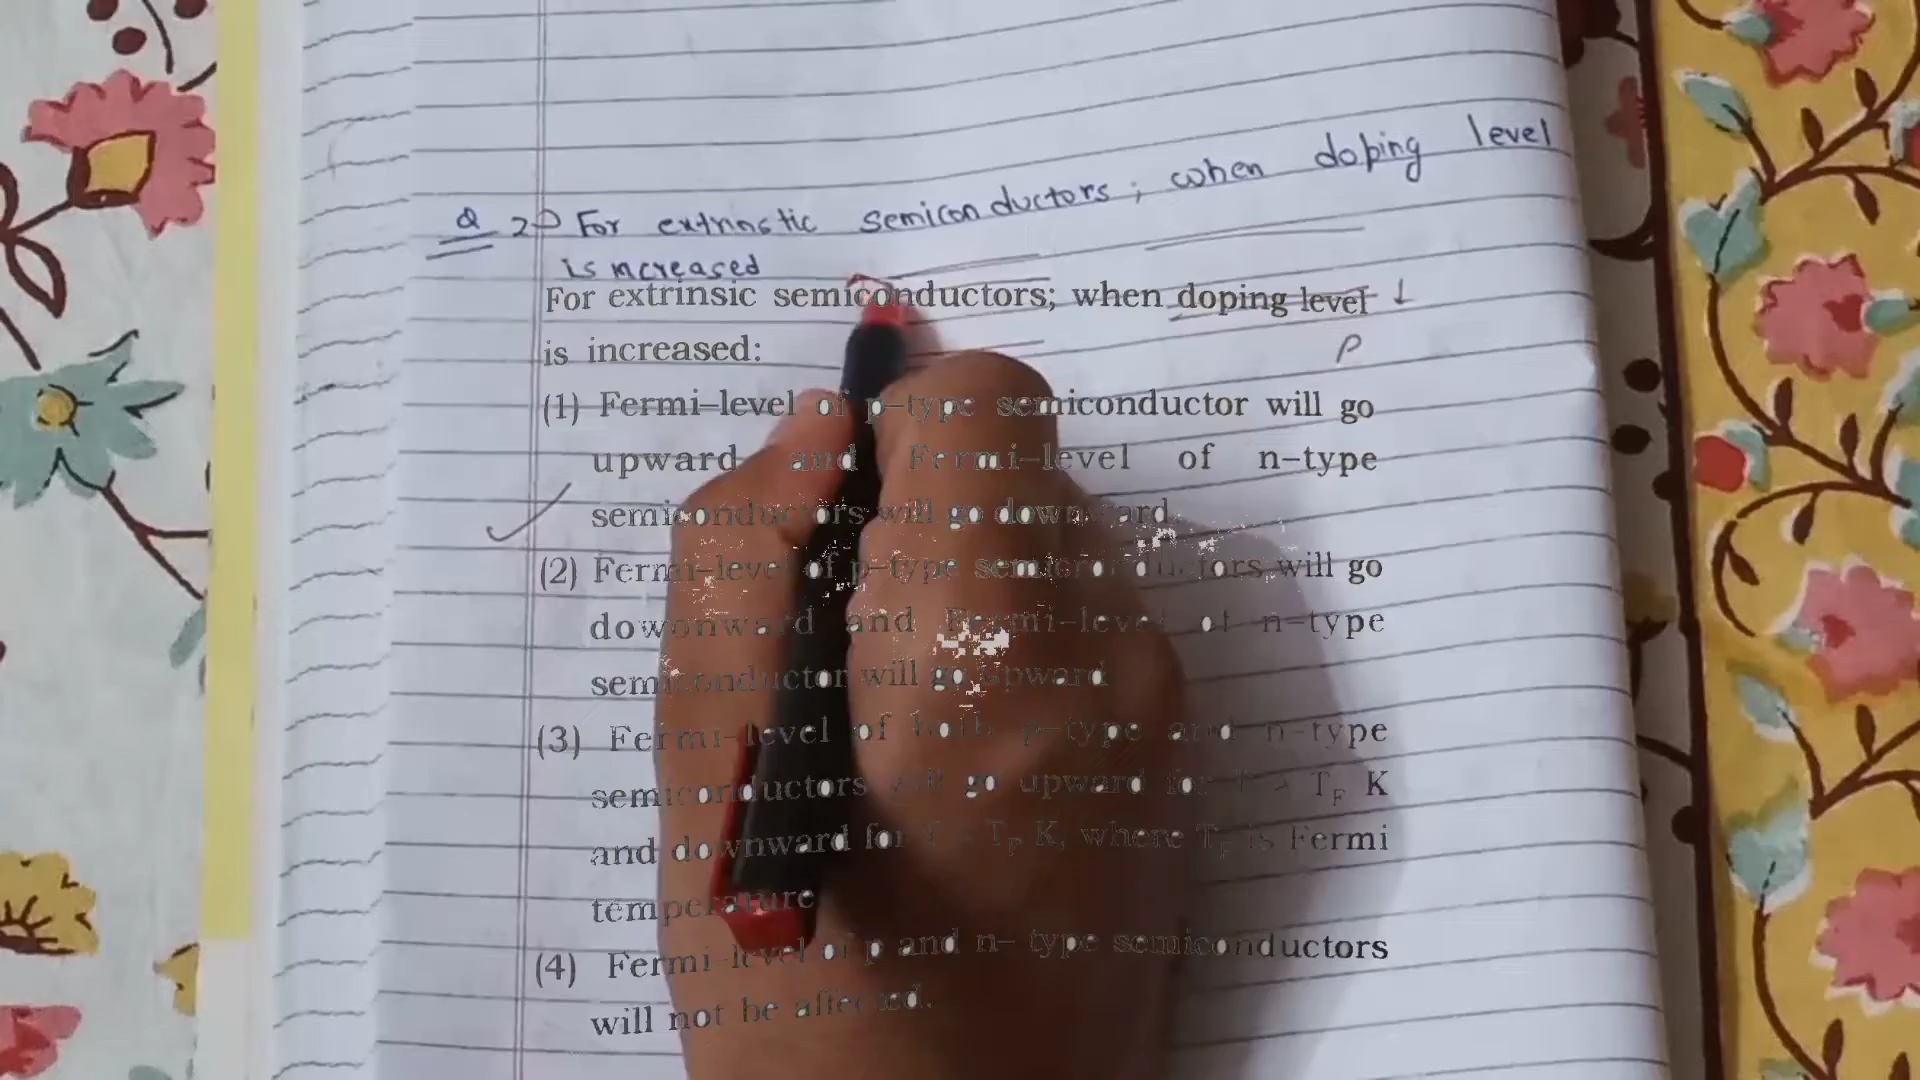 Q 2 For extrinstic semiconductors; when doping level
is increased
For extrinsic semiconductors; when doping level ↓
is increased:
P
(1) Fermi-level of p-type semiconductor will go
upward and Fermi-level of n-type
semiconductors will go downward.
(2) Fermi-level of p-type semiconductors will go
dowonward and Fermi-level of n-type
semiconductor will go upward
(3) Fermi-level of both p-type and n-type
semiconductors will go upward for T > T_F K
and downward for T T_F K, where T_F is Fermi
temperature
(4) Fermi-level of p and n- type semiconductors
will not be affected.